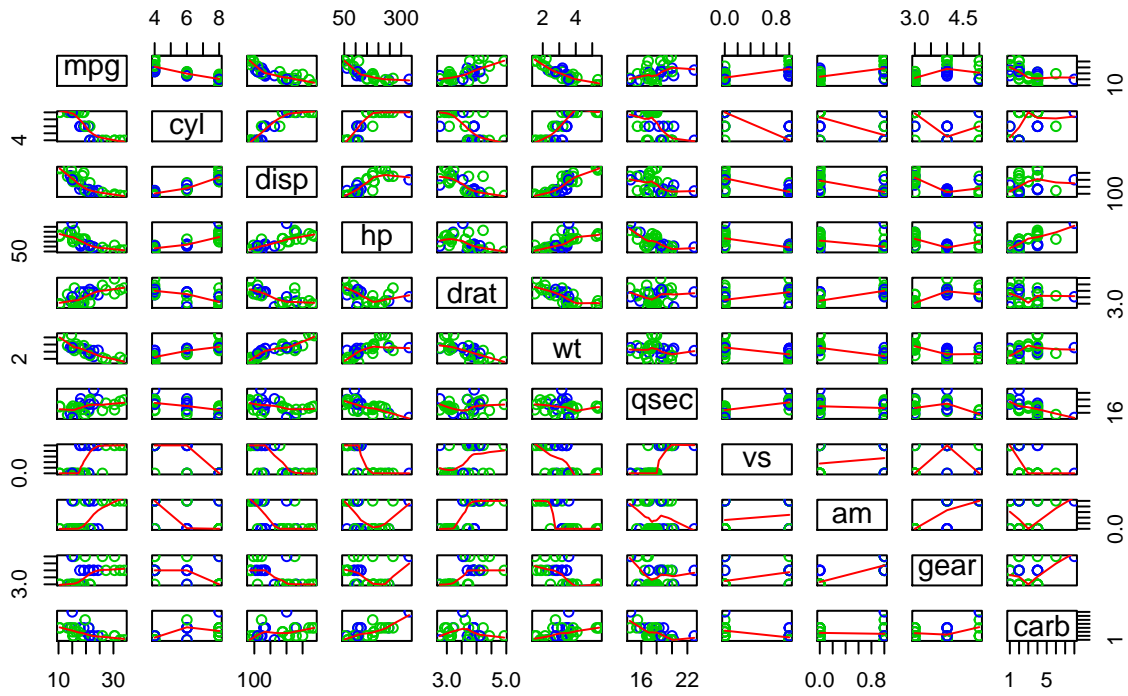 4 6 8 50 300 2 4 0.0 0.8 3.0 4.5
mpg 10
4 cyl
disp 100
50 hp
drat 3.0
2 wt
qsec 16
0.0 vs
am 0.0
3.0 gear
carb 1
10 30 100 3.0 5.0 16 22 0.0 1.0 1 5